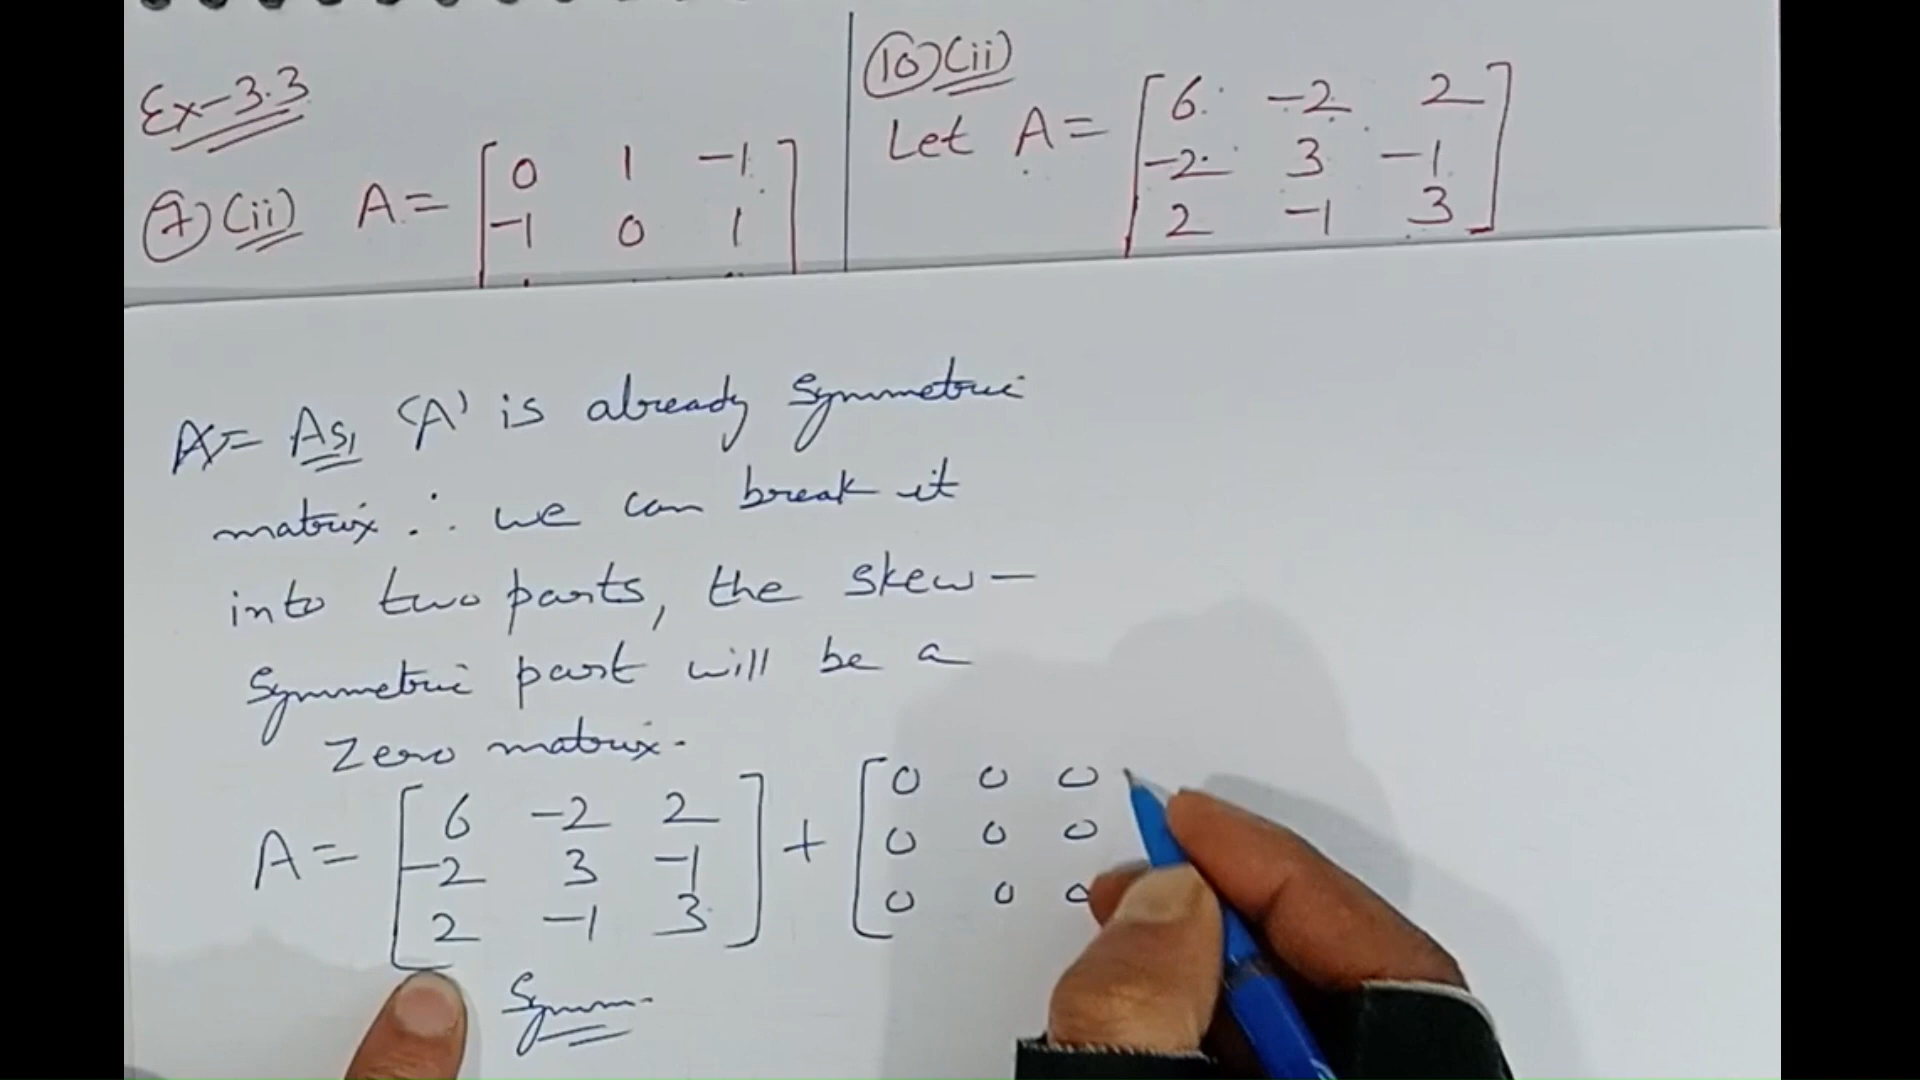 Ex-3.3
7 (ii) A = [ 0 1 -1
-1 0 1
10 (ii)
Let A = [ 6 -2 2
-2 3 -1
2 -1 3 ]
A = As, 'A' is already Symmetric
matrix ∴ we can break it
into two parts, the skew-
Symmetric part will be a
Zero matrix.
A = [ 6 -2 2 ] + [ 0 0 0
-2 3 -1 0 0 0
2 -1 3 0 0 0
Symm.